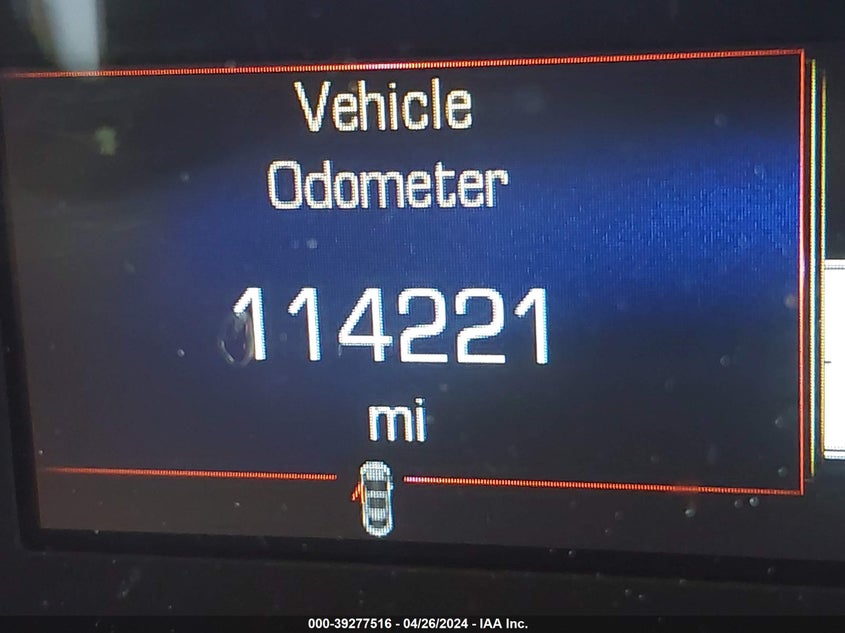 Vehicle
Odometer
114221
mi
000-39277516 - 04/26/2024 - IAA Inc.